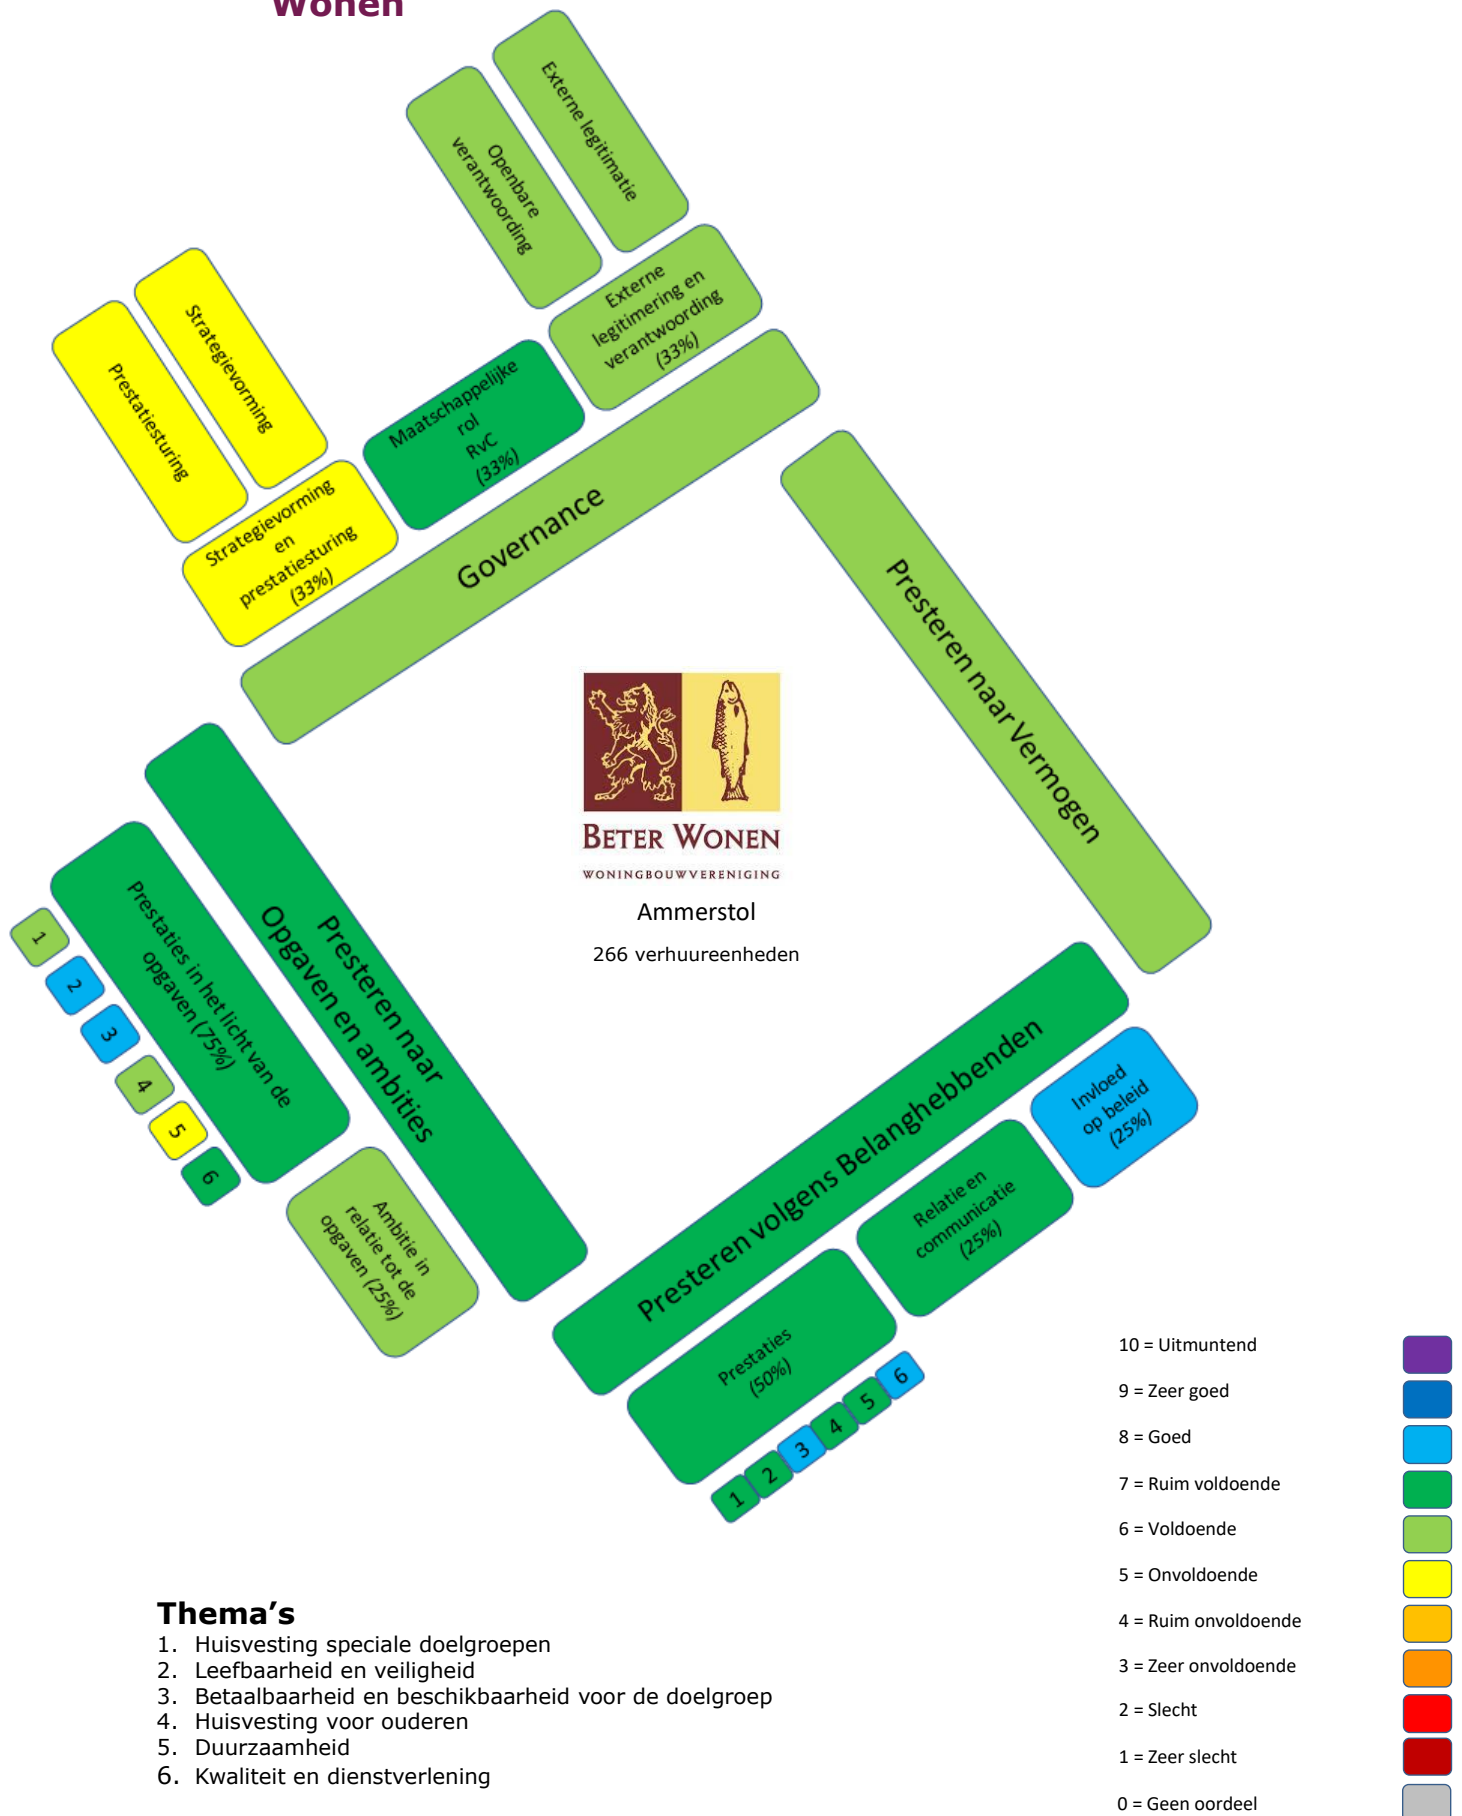 Wonen
Externe legitimatie
Openbare
verantwoording
Externe
legitimering en
verantwoording
(33%)
Strategievorming
Prestatiesturing
Maatschappelijke
rol
RvC
(33%)
Strategievorming
en
prestatiesturing
(33%)
Governance
Presteren naar Vermogen
BETER WONEN
WONINGBOUWVERENIGING
Ammerstol
266 verhuureenheden
Presteren naar
Opgaven en ambities
Prestaties in het licht van de
opgaven (75%)
1
2
3
4
5
6
Ambitie in
relatie tot de
opgaven (25%)
Presteren volgens Belanghebbenden
Invloed
op beleid
(25%)
Relatie en
communicatie
(25%)
Prestaties
(50%)
1
2
3
4
5
6
10 = Uitmuntend
9 = Zeer goed
8 = Goed
7 = Ruim voldoende
6 = Voldoende
5 = Onvoldoende
4 = Ruim onvoldoende
3 = Zeer onvoldoende
2 = Slecht
1 = Zeer slecht
0 = Geen oordeel
Thema’s
1. Huisvesting speciale doelgroepen
2. Leefbaarheid en veiligheid
3. Betaalbaarheid en beschikbaarheid voor de doelgroep
4. Huisvesting voor ouderen
5. Duurzaamheid
6. Kwaliteit en dienstverlening